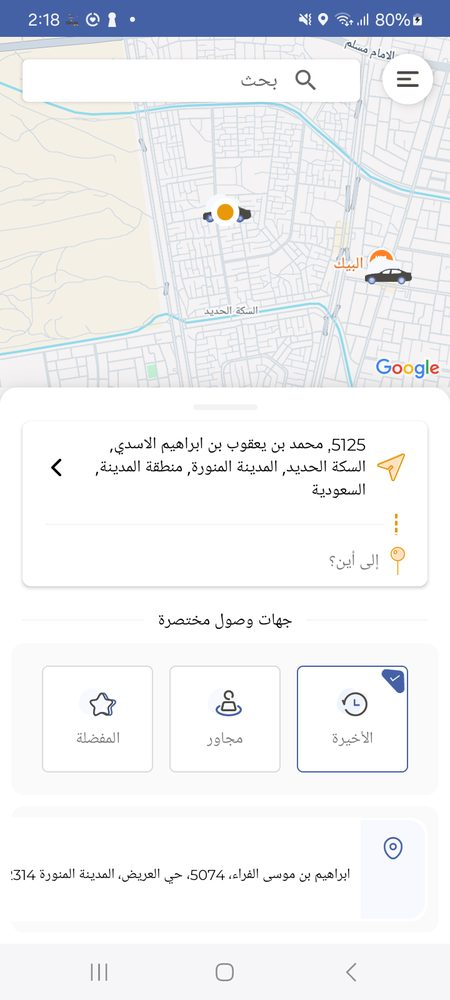 2:18
80%
الامام مسلم
بحث
البيك
السكة الحديد
Google
5125, محمد بن يعقوب بن ابراهيم الاسدي,
السكة الحديد, المدينة المنورة, منطقة المدينة,
السعودية
إلى أين؟
جهات وصول مختصرة
الأخيرة
مجاور
المفضلة
ابراهيم بن موسى الفراء، 5074، حي العريض، المدينة المنورة 2314